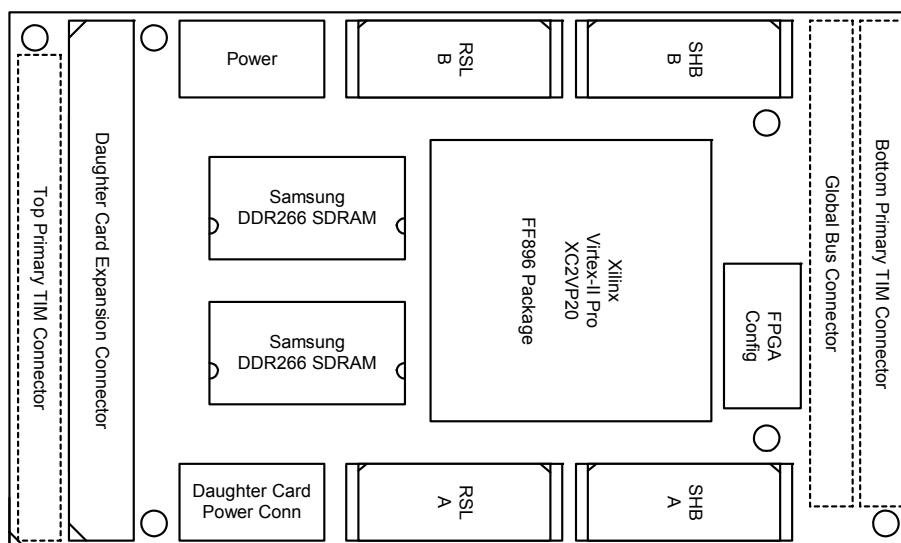 Power
RSL
B
SHB
B
Top Primary TIM Connector
Daughter Card Expansion Connector
Samsung
DDR266 SDRAM
Samsung
DDR266 SDRAM
Xilinx
Virtex-II Pro
XC2VP20
FF896 Package
FPGA
Config
Global Bus Connector
Bottom Primary TIM Connector
Daughter Card
Power Conn
RSL
A
SHB
A